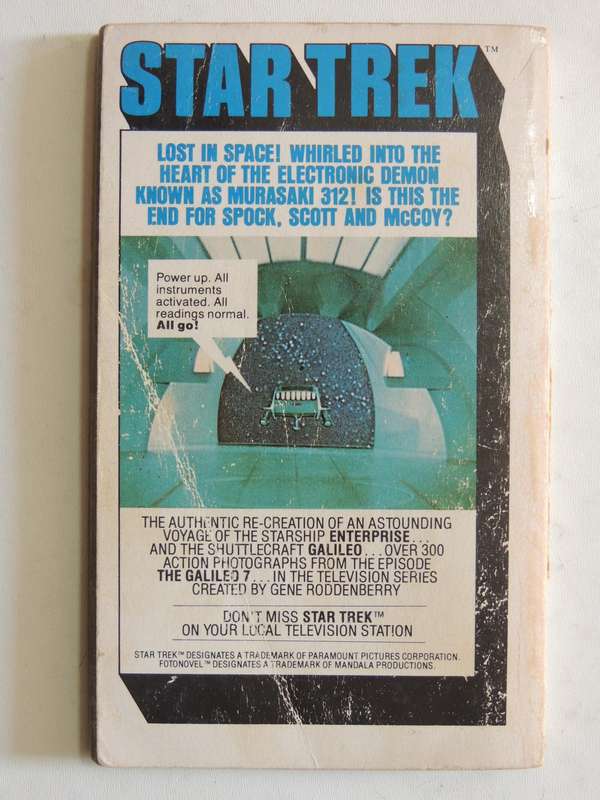 STAR TREK™
LOST IN SPACE! WHIRLED INTO THE
HEART OF THE ELECTRONIC DEMON
KNOWN AS MURASAKI 312! IS THIS THE
END FOR SPOCK, SCOTT AND McCOY?
Power up. All
instruments
activated. All
readings normal.
All go!
THE AUTHENTIC RE-CREATION OF AN ASTOUNDING
VOYAGE OF THE STARSHIP ENTERPRISE...
AND THE SHUTTLECRAFT GALILEO...OVER 300
ACTION PHOTOGRAPHS FROM THE EPISODE
THE GALILEO 7...IN THE TELEVISION SERIES
CREATED BY GENE RODDENBERRY
DON'T MISS STAR TREK™
ON YOUR LOCAL TELEVISION STATION
STAR TREK™ DESIGNATES A TRADEMARK OF PARAMOUNT PICTURES CORPORATION.
FOTONOVEL™ DESIGNATES A TRADEMARK OF MANDALA PRODUCTIONS.